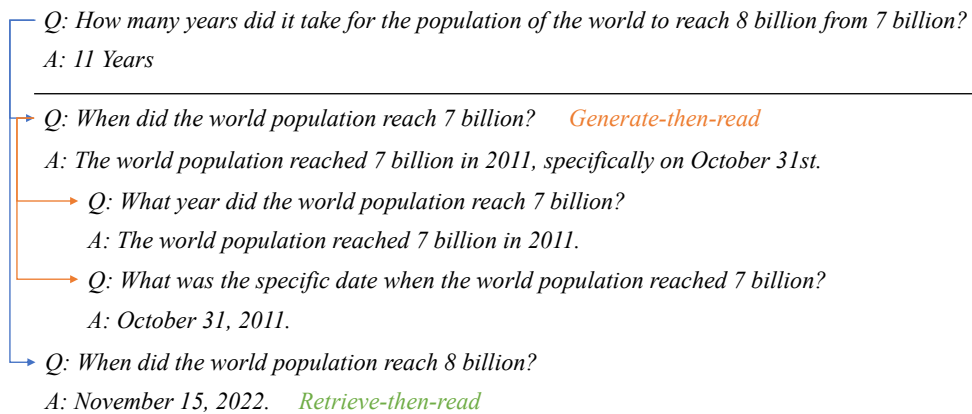 Q: How many years did it take for the population of the world to reach 8 billion from 7 billion?
A: 11 Years
Q: When did the world population reach 7 billion? Generate-then-read
A: The world population reached 7 billion in 2011, specifically on October 31st.
Q: What year did the world population reach 7 billion?
A: The world population reached 7 billion in 2011.
Q: What was the specific date when the world population reached 7 billion?
A: October 31, 2011.
Q: When did the world population reach 8 billion?
A: November 15, 2022. Retrieve-then-read